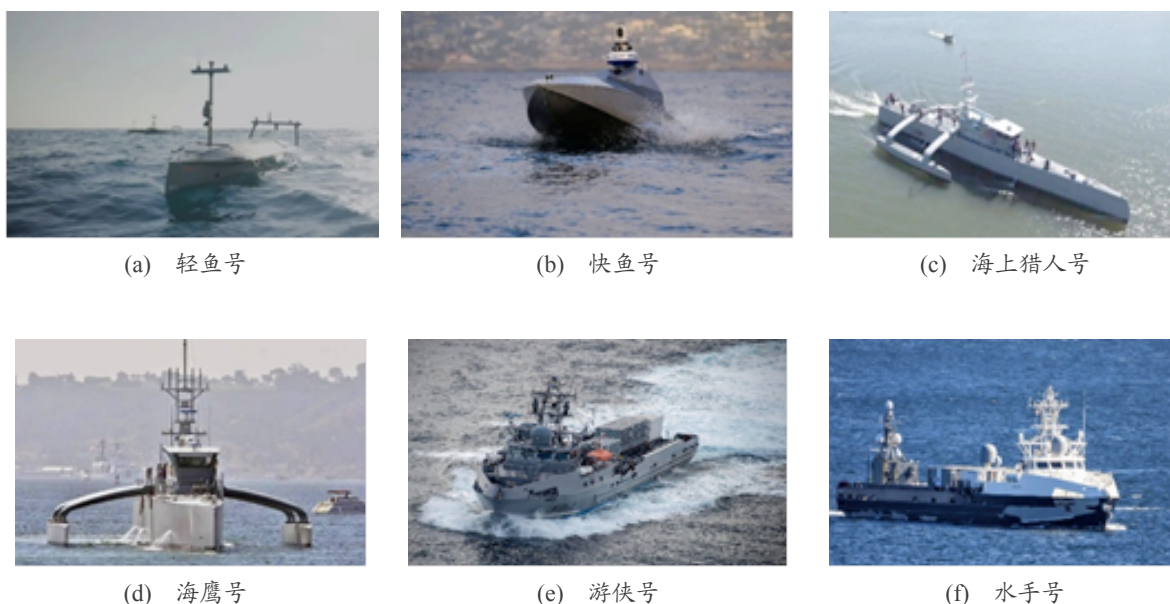 (a) 轻鱼号
(b) 快鱼号
(c) 海上猎人号
(d) 海鹰号
(e) 游侠号
(f) 水手号